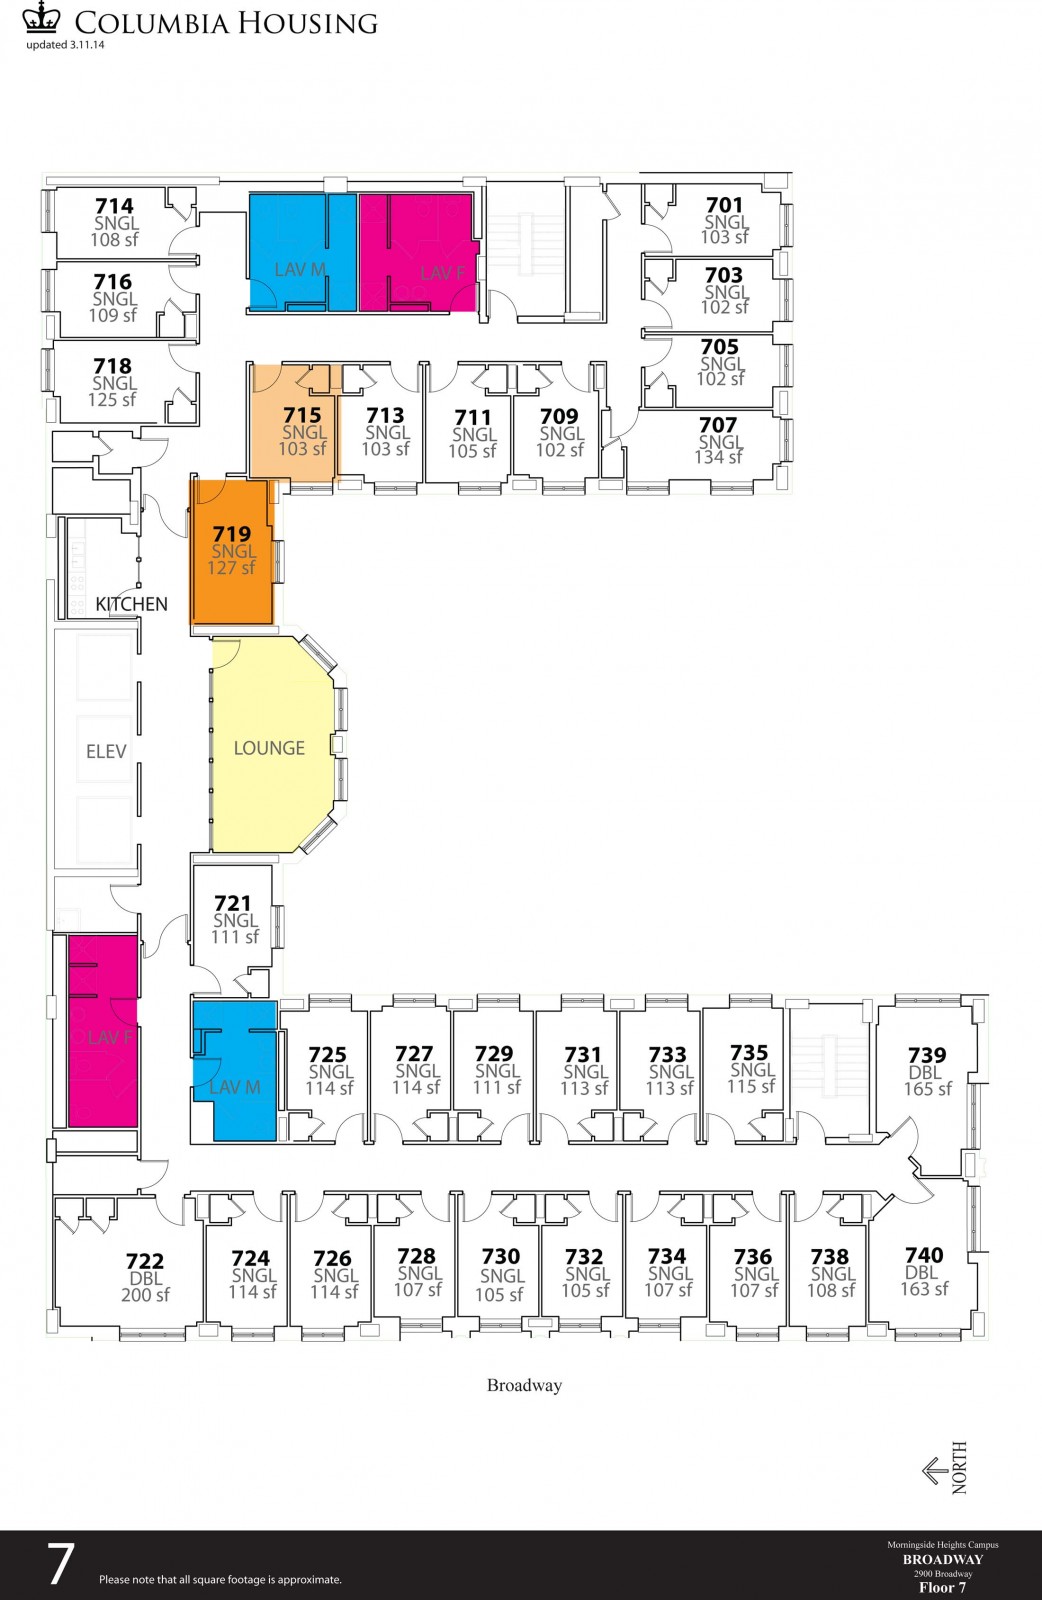 COLUMBIA HOUSING
updated 3.11.14
714
SNGL
108 sf
716
SNGL
109 sf
718
SNGL
125 sf
LAV M
LAV F
701
SNGL
103 sf
703
SNGL
102 sf
705
SNGL
102 sf
707
SNGL
134 sf
715
SNGL
103 sf
713
SNGL
103 sf
711
SNGL
105 sf
709
SNGL
102 sf
719
SNGL
127 sf
KITCHEN
ELEV
LOUNGE
721
SNGL
111 sf
LAV F
LAV M
725
SNGL
114 sf
727
SNGL
114 sf
729
SNGL
111 sf
731
SNGL
113 sf
733
SNGL
113 sf
735
SNGL
115 sf
739
DBL
165 sf
722
DBL
200 sf
724
SNGL
114 sf
726
SNGL
114 sf
728
SNGL
107 sf
730
SNGL
105 sf
732
SNGL
105 sf
734
SNGL
107 sf
736
SNGL
107 sf
738
SNGL
108 sf
740
DBL
163 sf
Broadway
NORTH
7
Please note that all square footage is approximate.
Morningside Heights Campus
BROADWAY
2900 Broadway
Floor 7